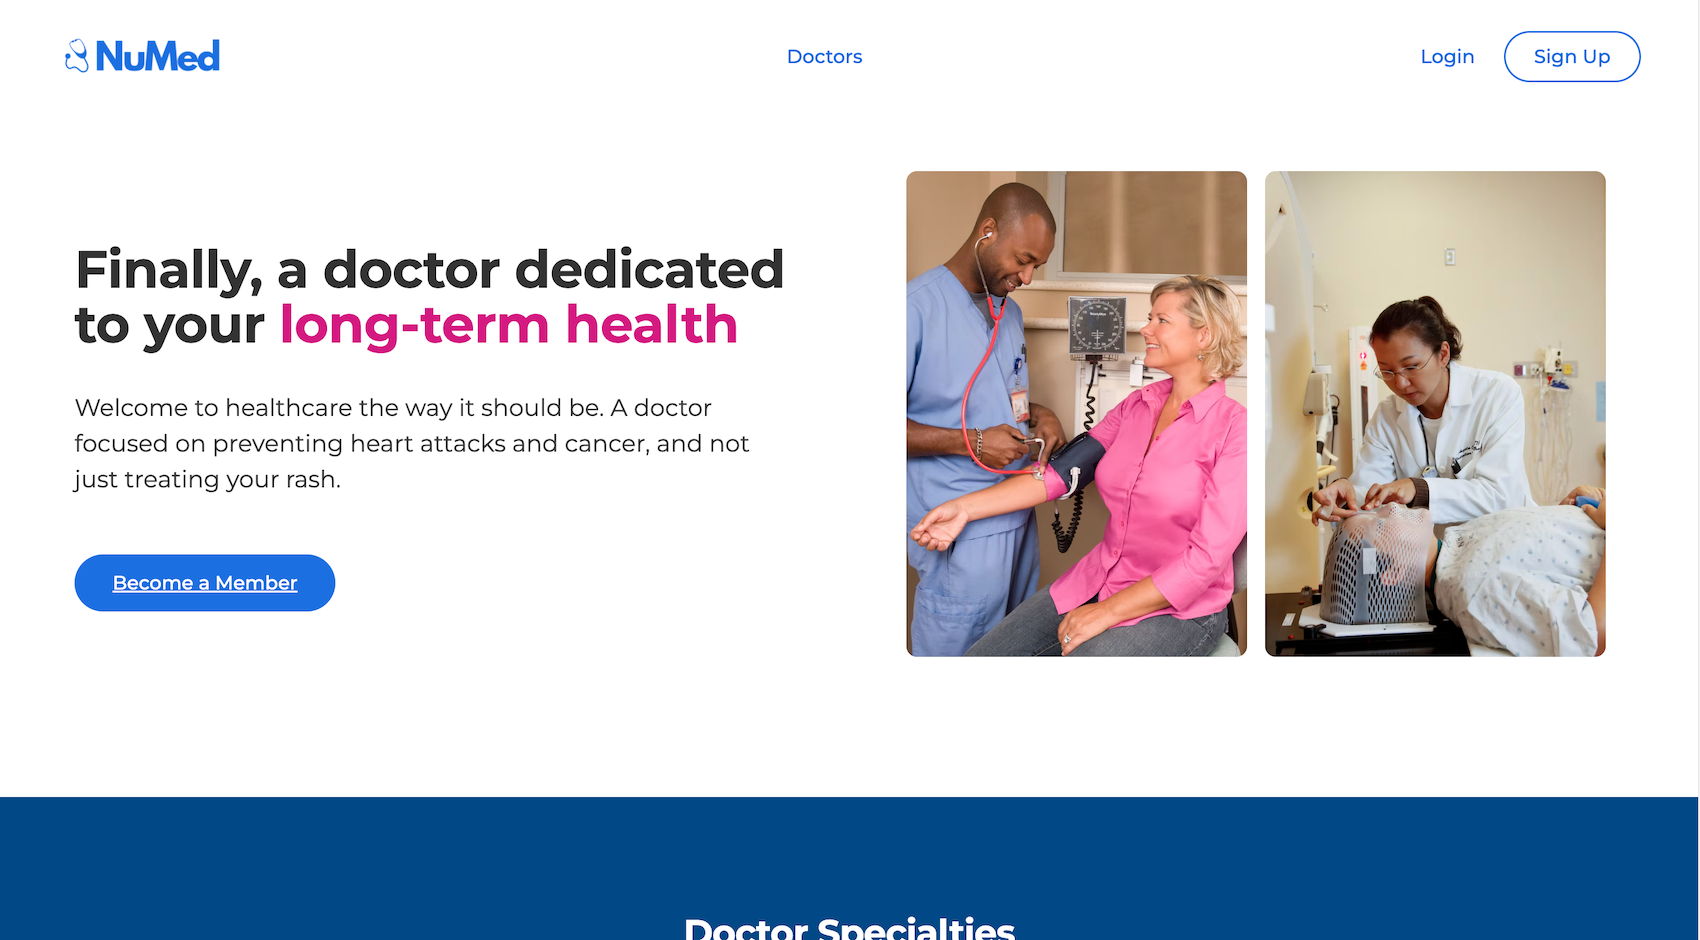 NuMed
Doctors
Login
Sign Up
Finally, a doctor dedicated
to your long-term health
Welcome to healthcare the way it should be. A doctor
focused on preventing heart attacks and cancer, and not
just treating your rash.
Become a Member
Doctor Specialties